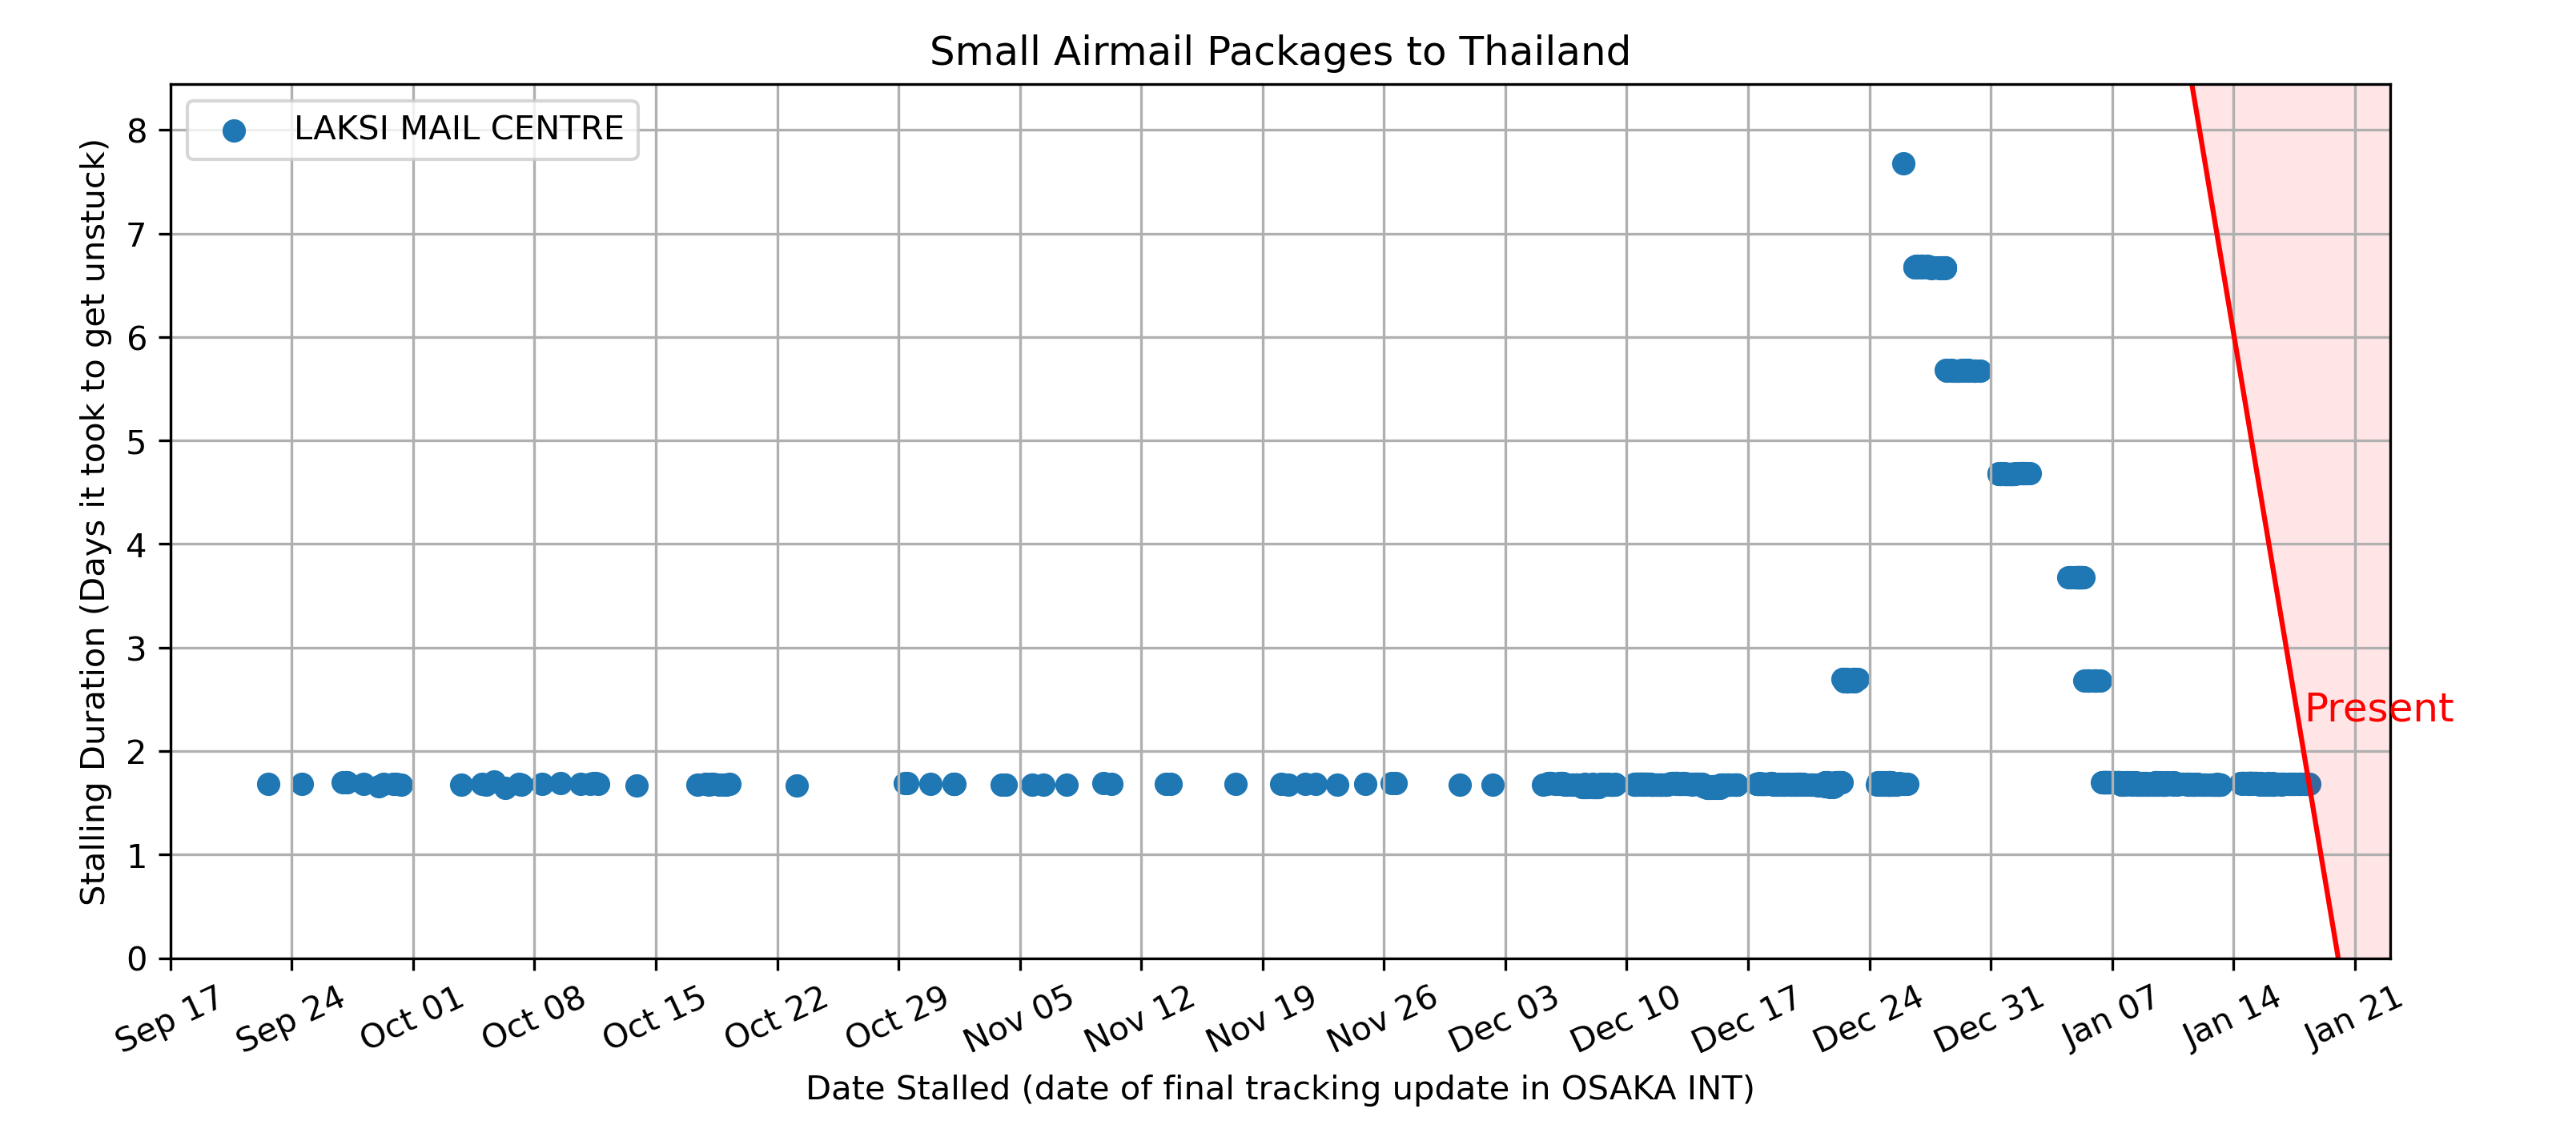 Small Airmail Packages to Thailand
LAKSI MAIL CENTRE
Stalling Duration (Days it took to get unstuck)
8
7
6
5
4
3
2
1
0
Present
Sep 17 Sep 24 Oct 01 Oct 08 Oct 15 Oct 22 Oct 29 Nov 05 Nov 12 Nov 19 Nov 26 Dec 03 Dec 10 Dec 17 Dec 24 Dec 31 Jan 07 Jan 14 Jan 21
Date Stalled (date of final tracking update in OSAKA INT)